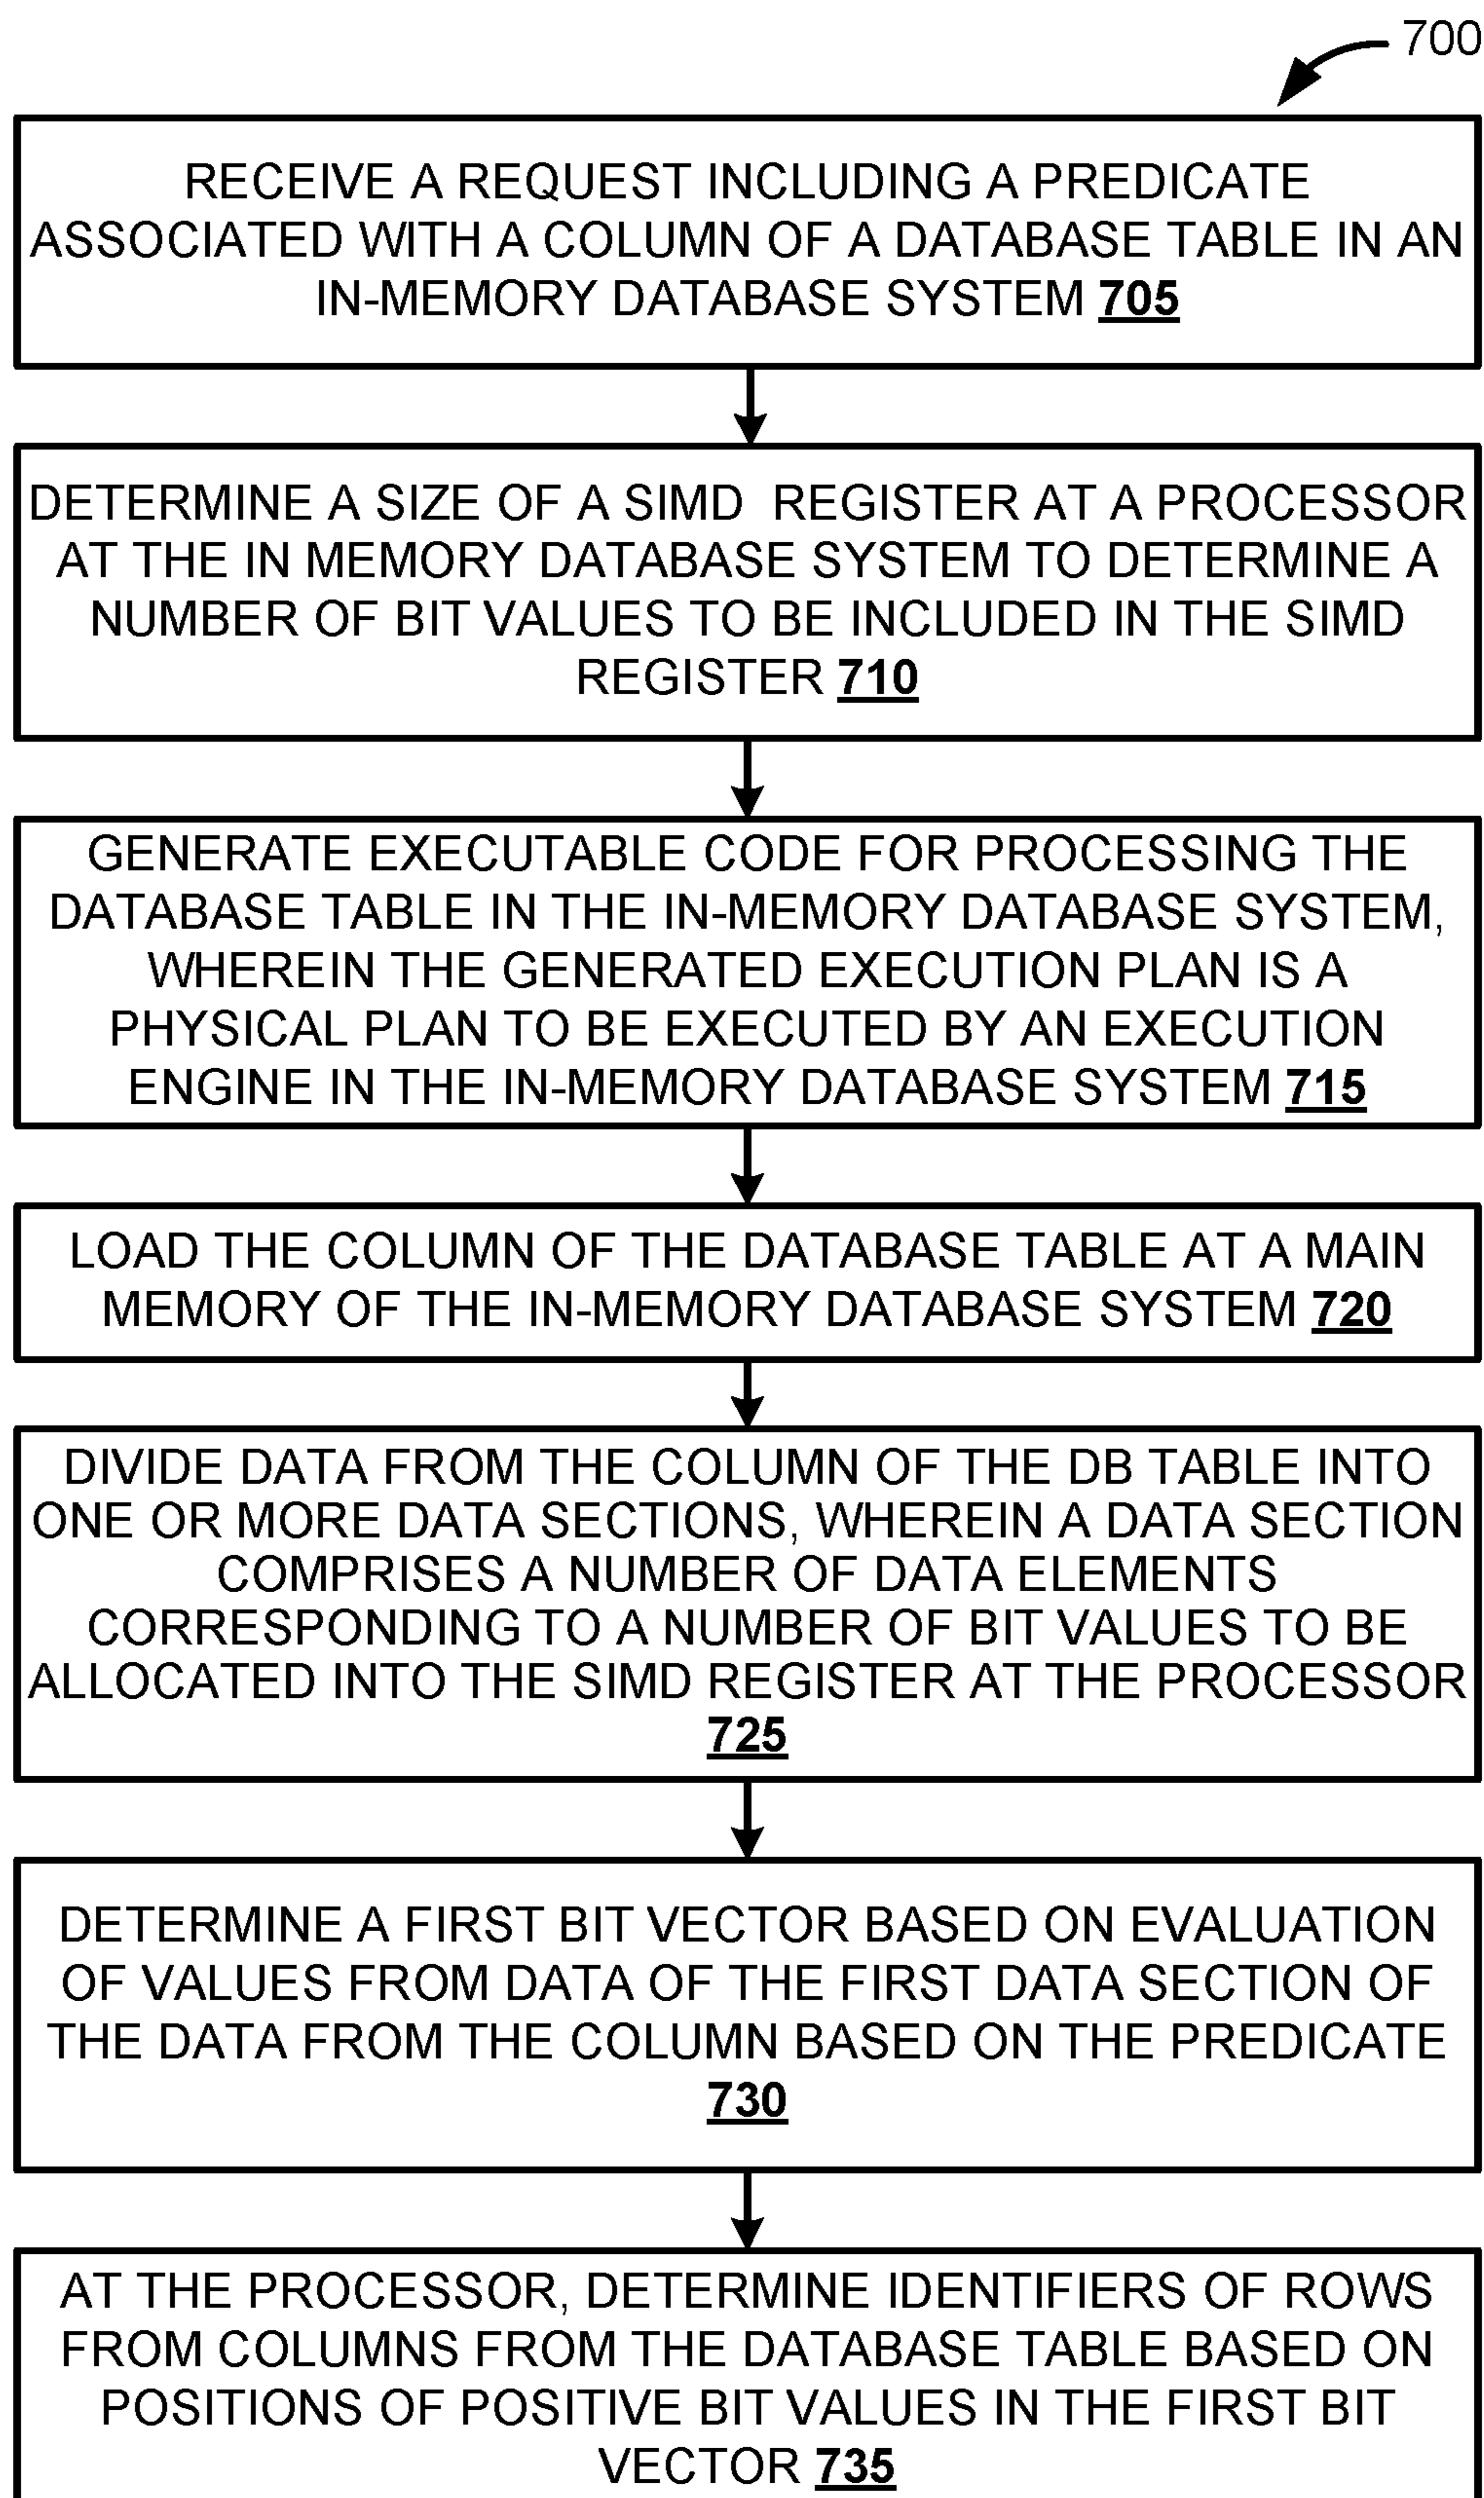 700
RECEIVE A REQUEST INCLUDING A PREDICATE
ASSOCIATED WITH A COLUMN OF A DATABASE TABLE IN AN
IN-MEMORY DATABASE SYSTEM 705
DETERMINE A SIZE OF A SIMD REGISTER AT A PROCESSOR
AT THE IN MEMORY DATABASE SYSTEM TO DETERMINE A
NUMBER OF BIT VALUES TO BE INCLUDED IN THE SIMD
REGISTER 710
GENERATE EXECUTABLE CODE FOR PROCESSING THE
DATABASE TABLE IN THE IN-MEMORY DATABASE SYSTEM,
WHEREIN THE GENERATED EXECUTION PLAN IS A
PHYSICAL PLAN TO BE EXECUTED BY AN EXECUTION
ENGINE IN THE IN-MEMORY DATABASE SYSTEM 715
LOAD THE COLUMN OF THE DATABASE TABLE AT A MAIN
MEMORY OF THE IN-MEMORY DATABASE SYSTEM 720
DIVIDE DATA FROM THE COLUMN OF THE DB TABLE INTO
ONE OR MORE DATA SECTIONS, WHEREIN A DATA SECTION
COMPRISES A NUMBER OF DATA ELEMENTS
CORRESPONDING TO A NUMBER OF BIT VALUES TO BE
ALLOCATED INTO THE SIMD REGISTER AT THE PROCESSOR
725
DETERMINE A FIRST BIT VECTOR BASED ON EVALUATION
OF VALUES FROM DATA OF THE FIRST DATA SECTION OF
THE DATA FROM THE COLUMN BASED ON THE PREDICATE
730
AT THE PROCESSOR, DETERMINE IDENTIFIERS OF ROWS
FROM COLUMNS FROM THE DATABASE TABLE BASED ON
POSITIONS OF POSITIVE BIT VALUES IN THE FIRST BIT
VECTOR 735